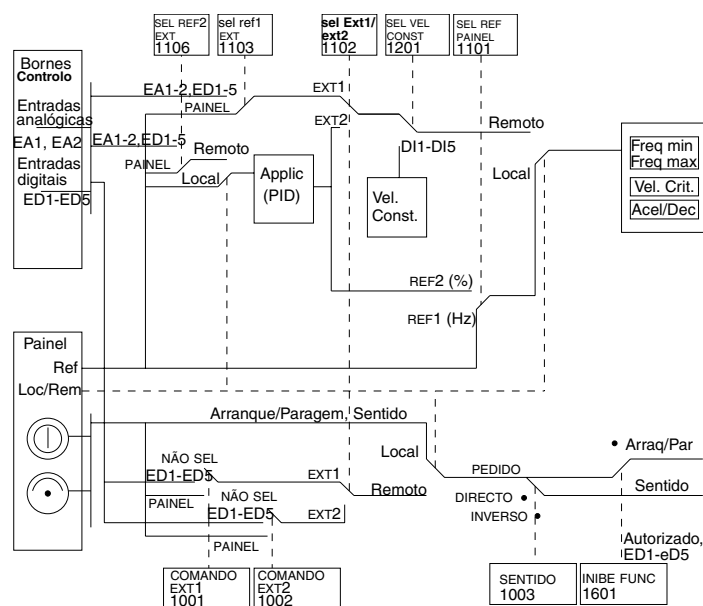 SEL REF2
EXT
1106
sel ref1
EXT
1103
sel Ext1/
ext2
1102
SEL VEL
CONST
1201
SEL REF
PAINEL
1101
Bornes
Controlo
Entradas
analógicas
EA1, EA2
Entradas
digitais
ED1-ED5
EA1-2,ED1-5
PAINEL
EXT1
EXT2
EA1-2,ED1-5
Remoto
PAINEL
Local
Applic
(PID)
DI1-DI5
Vel.
Const.
Remoto
Local
Freq min
Freq max
Vel. Crit.
Acel/Dec
REF2 (%)
REF1 (Hz)
Painel
Ref
Loc/Rem
Arranque/Paragem, Sentido
Local
NÃO SEL
ED1-ED5
EXT1
Remoto
PAINEL
NÃO SEL
ED1-ED5
EXT2
PAINEL
PEDIDO
DIRECTO
INVERSO
Arraq/Par
Sentido
Autorizado,
ED1-eD5
COMANDO
EXT1
1001
COMANDO
EXT2
1002
SENTIDO
1003
INIBE FUNC
1601